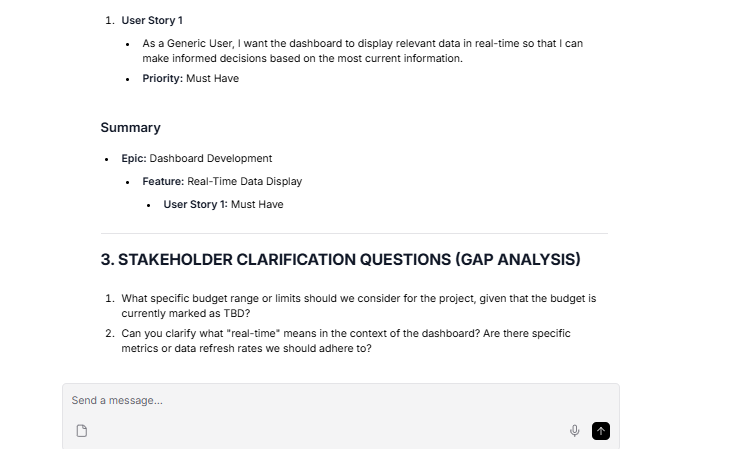 1. User Story 1
• As a Generic User, I want the dashboard to display relevant data in real-time so that I can
make informed decisions based on the most current information.
• Priority: Must Have
Summary
• Epic: Dashboard Development
• Feature: Real-Time Data Display
• User Story 1: Must Have
3. STAKEHOLDER CLARIFICATION QUESTIONS (GAP ANALYSIS)
1. What specific budget range or limits should we consider for the project, given that the budget is
currently marked as TBD?
2. Can you clarify what "real-time" means in the context of the dashboard? Are there specific
metrics or data refresh rates we should adhere to?
Send a message...